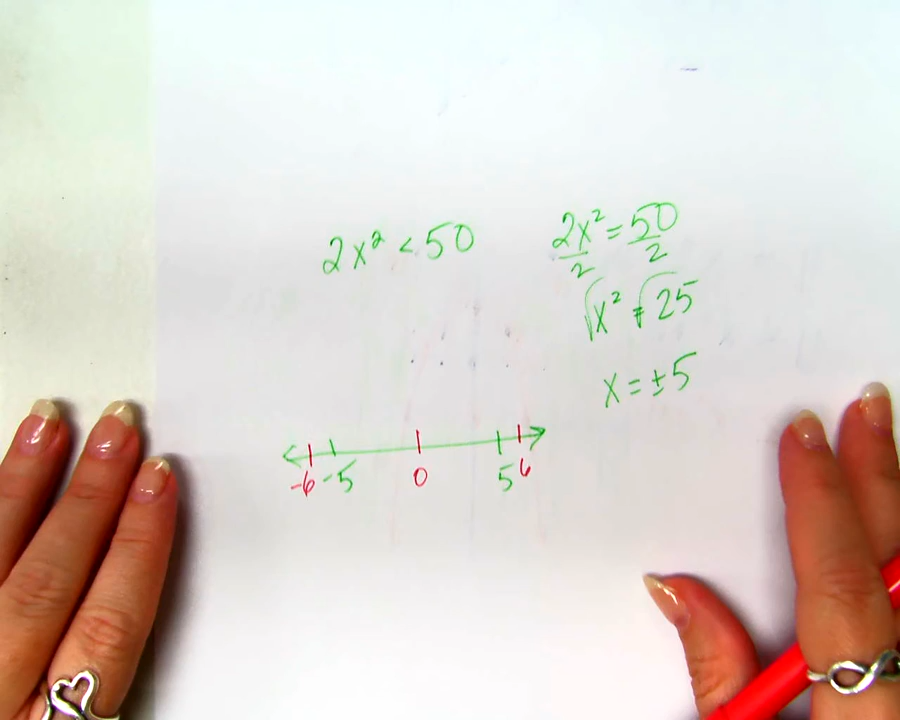 2x² < 50
2x² = 50
2 2
√x² = √25
x = ±5
-6 -5 0 5 6